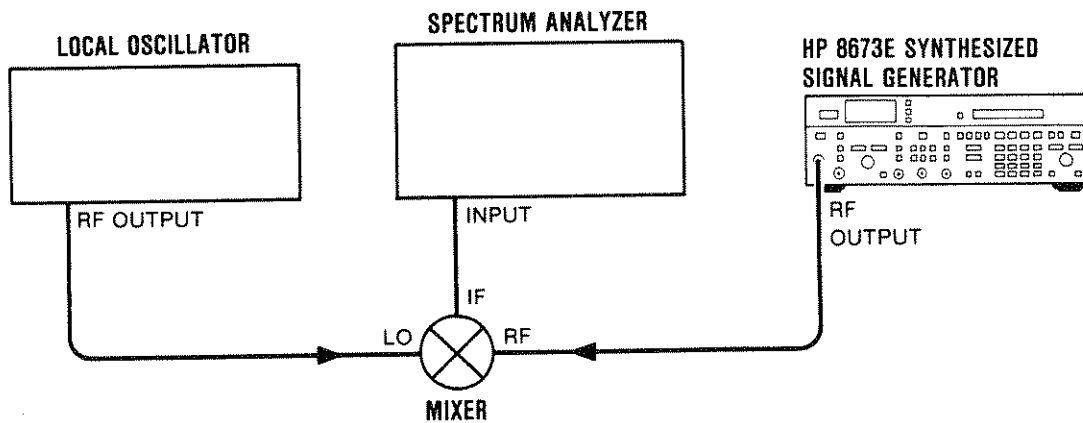 LOCAL OSCILLATOR
SPECTRUM ANALYZER
HP 8673E SYNTHESIZED
SIGNAL GENERATOR
RF OUTPUT
INPUT
RF
OUTPUT
IF
LO
RF
MIXER